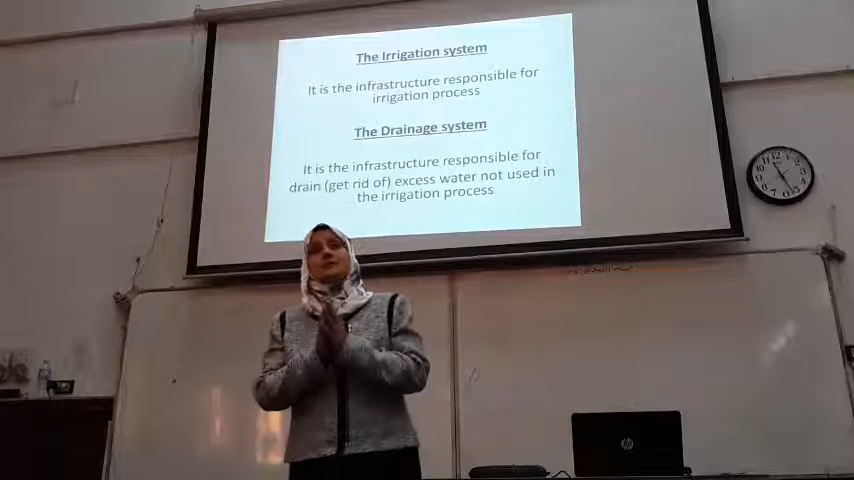 The Irrigation system
It is the infrastructure responsible for
irrigation process
The Drainage system
It is the infrastructure responsible for
drain (get rid of) excess water not used in
the irrigation process
hp